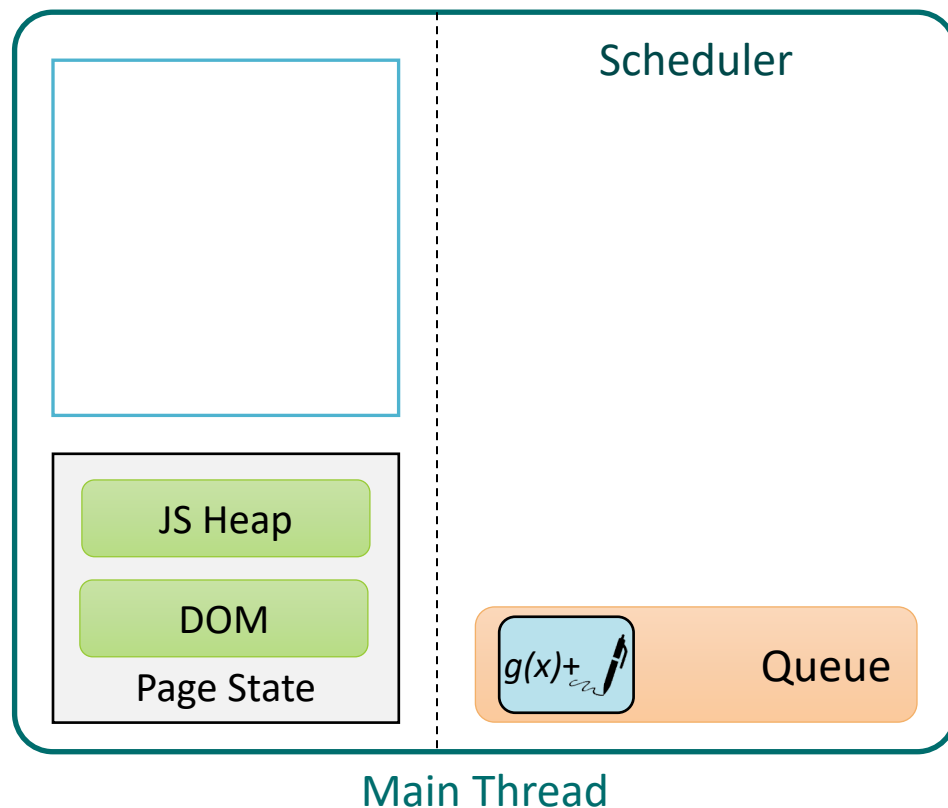 Scheduler
JS Heap
DOM
Page State
g(x)+
Queue
Main Thread